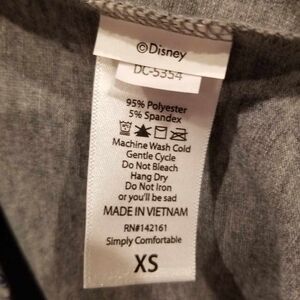 ©Disney
DC-5354
95% Polyester
5% Spandex
Machine Wash Cold
Gentle Cycle
Do Not Bleach
Hang Dry
Do Not Iron
or you'll be sad
MADE IN VIETNAM
RN#142161
Simply Comfortable
XS